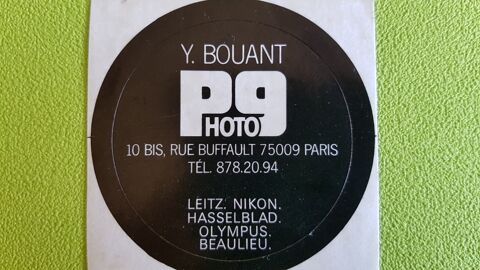 Y. BOUANT
P9
HOTO
10 BIS, RUE BUFFAULT 75009 PARIS
TÉL. 878.20.94
LEITZ. NIKON.
HASSELBLAD.
OLYMPUS.
BEAULIEU.